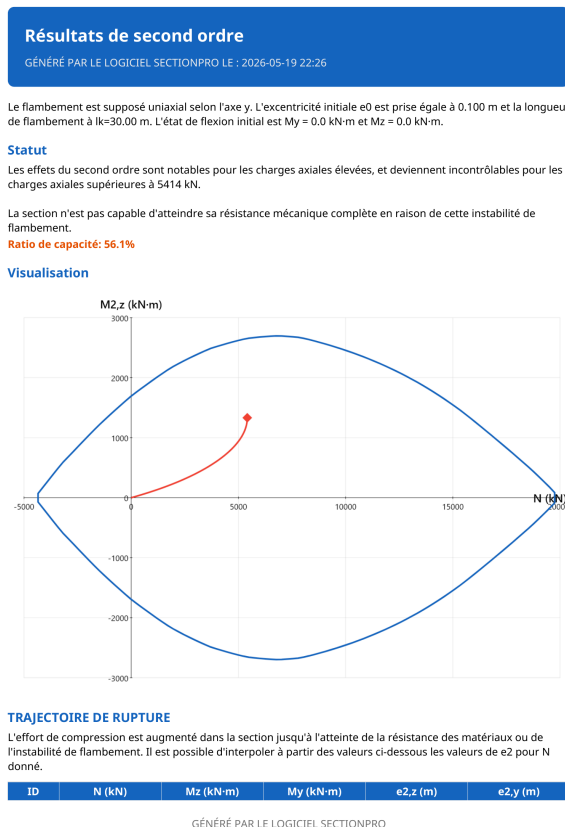 Résultats de second ordre
GÉNÉRÉ PAR LE LOGICIEL SECTIONPRO LE : 2026-05-19 22:26
Le flambement est supposé uniaxial selon l'axe y. L'excentricité initiale e0 est prise égale à 0.100 m et la longueu
de flambement à lk=30.00 m. L'état de flexion initial est My = 0.0 kN·m et Mz = 0.0 kN·m.
Statut
Les effets du second ordre sont notables pour les charges axiales élevées, et deviennent incontrôlables pour les
charges axiales supérieures à 5414 kN.
La section n'est pas capable d'atteindre sa résistance mécanique complète en raison de cette instabilité de
flambement.
Ratio de capacité: 56.1%
Visualisation
M2,z (kN·m)
3000
2000
1000
0
N (kN)
-5000 0 5000 10000 15000 2000
-1000
-2000
-3000
TRAJECTOIRE DE RUPTURE
L'effort de compression est augmenté dans la section jusqu'à l'atteinte de la résistance des matériaux ou de
l'instabilité de flambement. Il est possible d'interpoler à partir des valeurs ci-dessous les valeurs de e2 pour N
donné.
ID N (kN) Mz (kN·m) My (kN·m) e2,z (m) e2,y (m)
GÉNÉRÉ PAR LE LOGICIEL SECTIONPRO